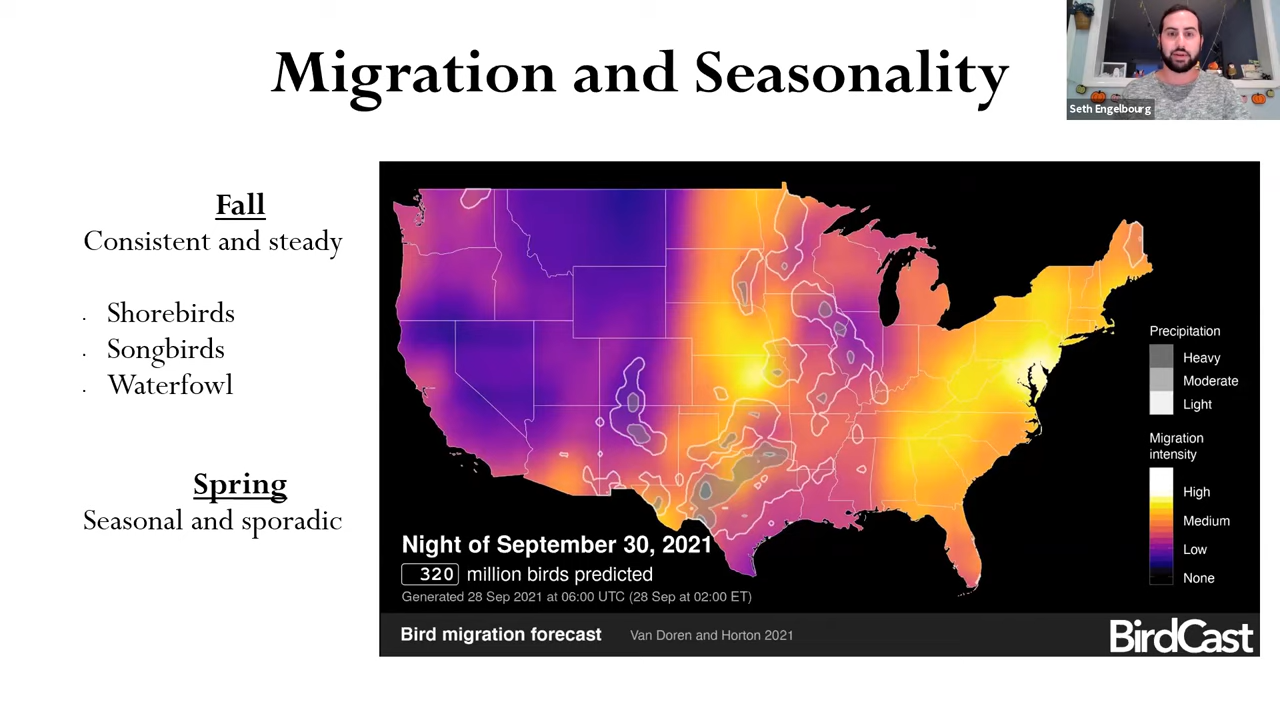 Migration and Seasonality
Seth Engelbourg
Fall
Consistent and steady
· Shorebirds
· Songbirds
· Waterfowl
Spring
Seasonal and sporadic
Precipitation
Heavy
Moderate
Light
Migration
intensity
High
Medium
Low
None
Night of September 30, 2021
320 million birds predicted
Generated 28 Sep 2021 at 06:00 UTC (28 Sep at 02:00 ET)
Bird migration forecast Van Doren and Horton 2021
BirdCast